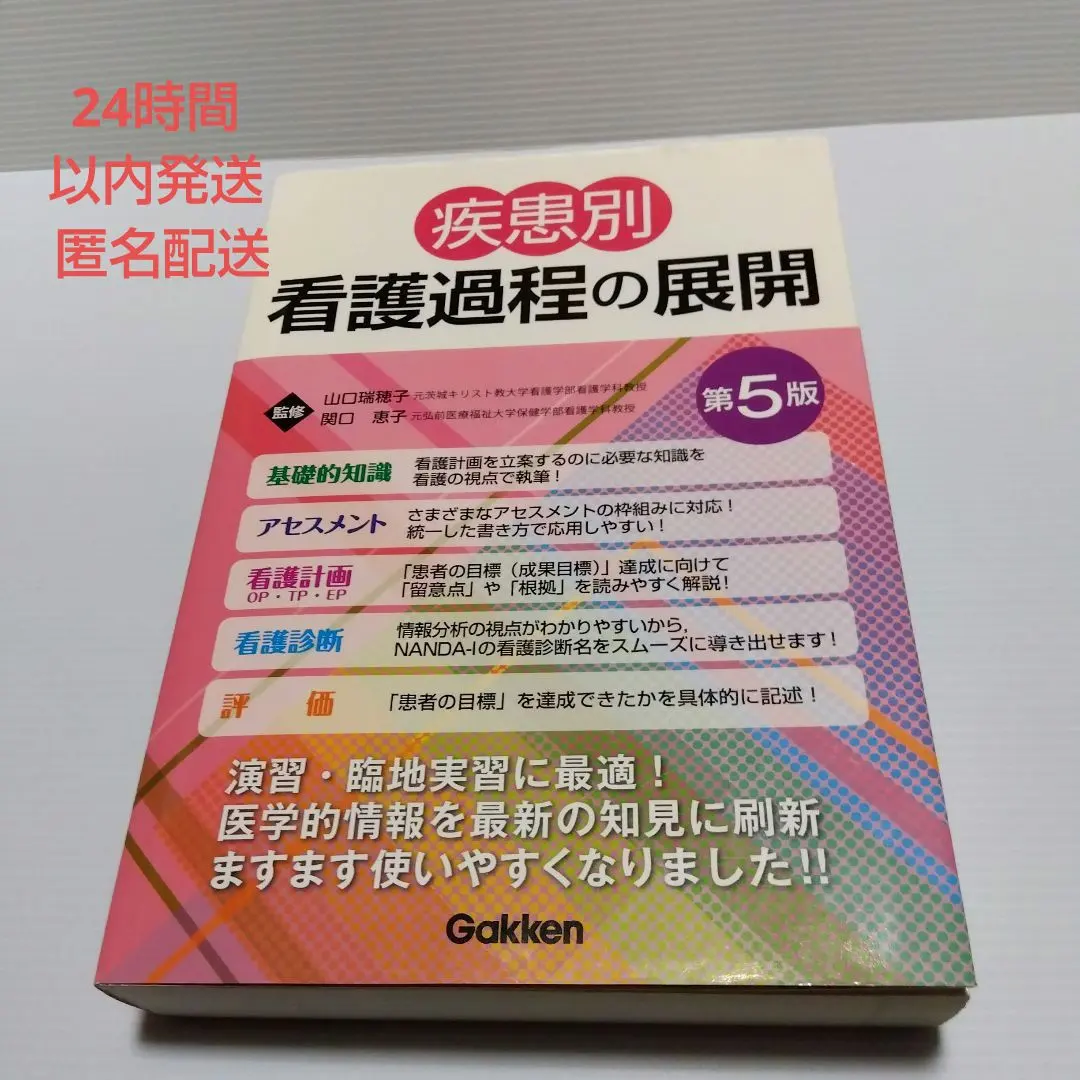 24時間
以内発送
匿名配送
疾患別
看護過程の展開
第5版
監修
山口瑞穂子 元茨城キリスト教大学看護学部看護学科教授
関口 恵子 元弘前医療福祉大学保健学部看護学科教授
基礎的知識
看護計画を立案するのに必要な知識を
看護の視点で執筆！
アセスメント
さまざまなアセスメントの枠組みに対応！
統一した書き方で応用しやすい！
看護計画
OP・TP・EP
「患者の目標（成果目標）」達成に向けて
「留意点」や「根拠」を読みやすく解説！
看護診断
情報分析の視点がわかりやすいから，
NANDA-Iの看護診断名をスムーズに導き出せます！
評 価
「患者の目標」を達成できたかを具体的に記述！
演習・臨地実習に最適！
医学的情報を最新の知見に刷新
ますます使いやすくなりました!!
Gakken